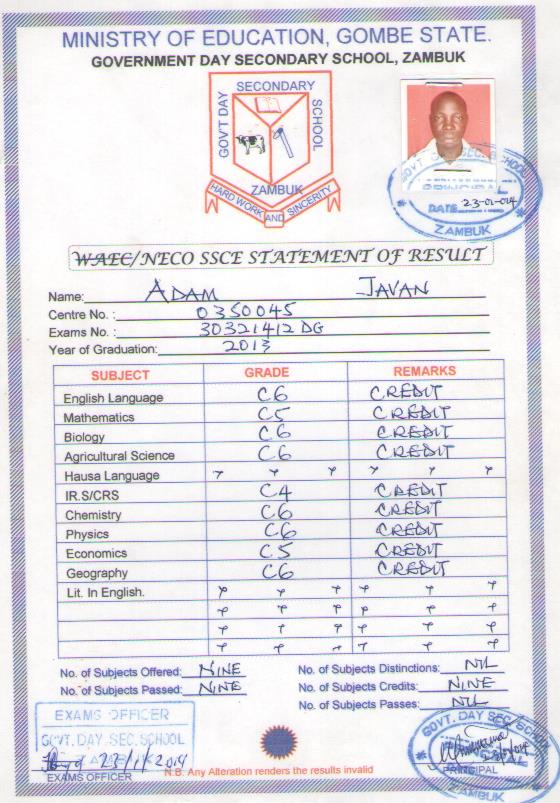 MINISTRY OF EDUCATION, GOMBE STATE.
GOVERNMENT DAY SECONDARY SCHOOL, ZAMBUK
GOV'T DAY SECONDARY SCHOOL
ZAMBUK
HARD WORK AND SINCERITY
GOVT. DAY SEC. SCHOOL
PRINCIPAL
DATE 23-01-014
ZAMBUK
WAEC/NECO SSCE STATEMENT OF RESULT
Name: ADAM JAVAN
Centre No. : 0350045
Exams No. : 30321412 DG
Year of Graduation: 2013
SUBJECT GRADE REMARKS
English Language C6 CREDIT
Mathematics C5 CREDIT
Biology C6 CREDIT
Agricultural Science C6 CREDIT
Hausa Language
IR.S/CRS C4 CREDIT
Chemistry C6 CREDIT
Physics C6 CREDIT
Economics C5 CREDIT
Geography C6 CREDIT
Lit. In English.
No. of Subjects Offered: NINE No. of Subjects Distinctions: NIL
No. of Subjects Passed: NINE No. of Subjects Credits: NINE
No. of Subjects Passes: NIL
EXAMS OFFICER
GOVT. DAY SEC. SCHOOL
23/1/2014
EXAMS OFFICER
N.B. Any Alteration renders the results invalid
GOVT. DAY SEC SCHOOL
PRINCIPAL
ZAMBUK